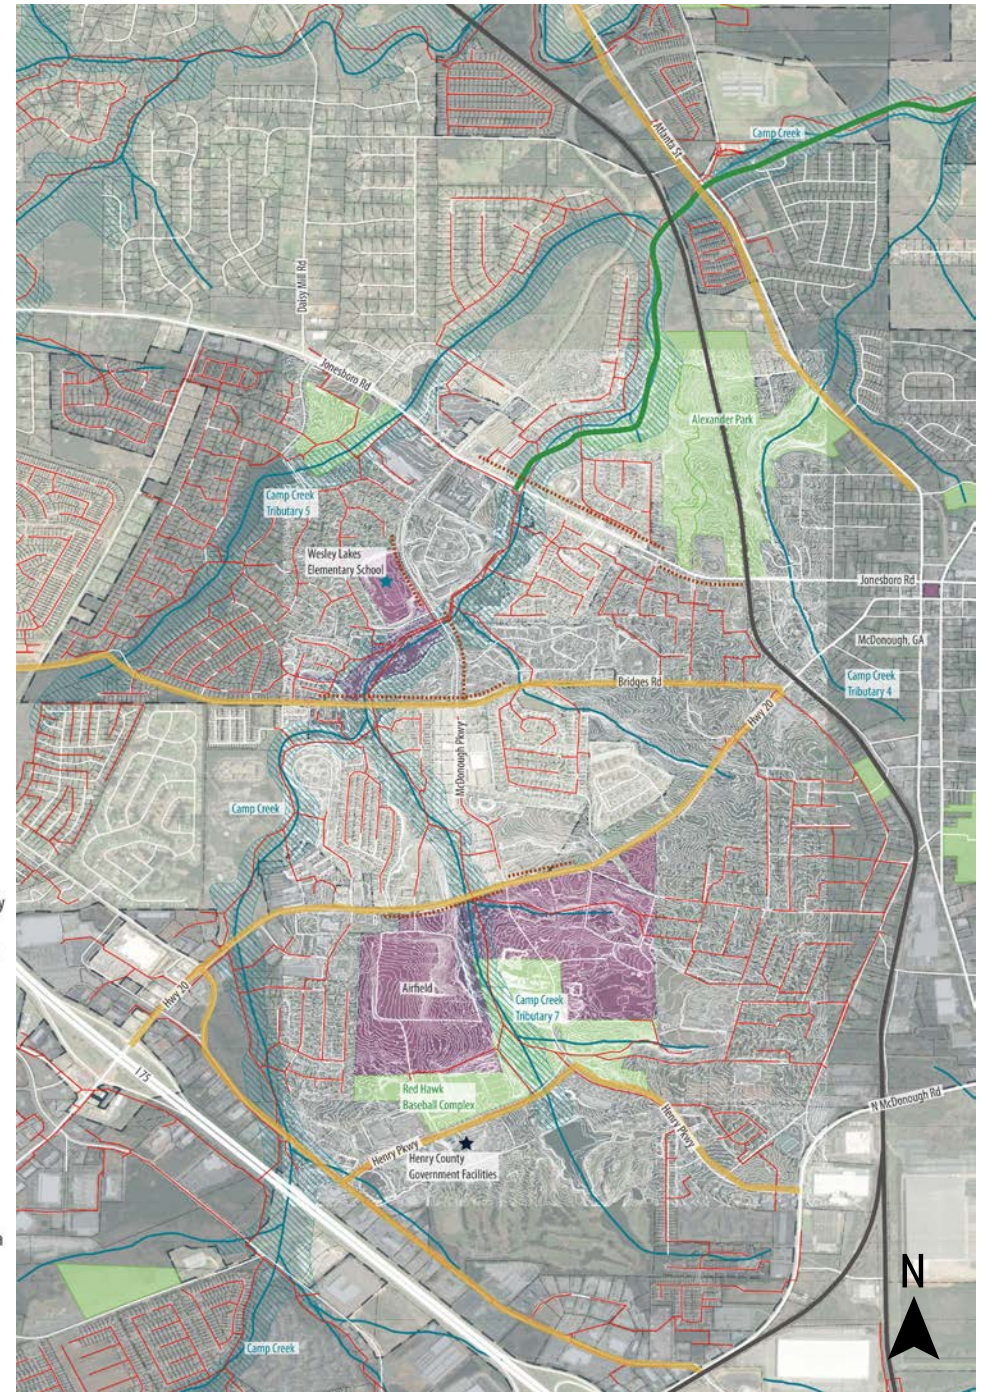 Atlanta St
Camp Creek
Daisy Mill Rd
Jonesboro Rd
Alexander Park
Camp Creek
Tributary 5
Wesley Lakes
Elementary School
Jonesboro Rd
McDonough, GA
Bridges Rd
Camp Creek
Tributary 4
Hwy 20
McDonough Pkwy
Camp Creek
y
Hwy 20
Airfield
Camp Creek
Tributary 7
I 75
Red Hawk
Baseball Complex
N McDonough Rd
Henry Pkwy
Henry Pkwy
Henry County
Government Facilities
a
N
Camp Creek